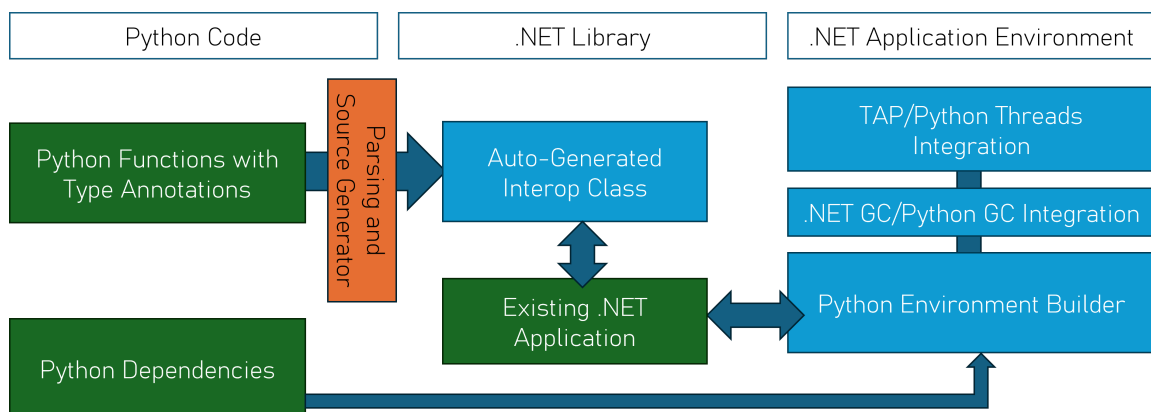 Python Code
.NET Library
.NET Application Environment
Python Functions with
Type Annotations
Parsing and
Source Generator
Auto-Generated
Interop Class
TAP/Python Threads
Integration
.NET GC/Python GC Integration
Existing .NET
Application
Python Environment Builder
Python Dependencies